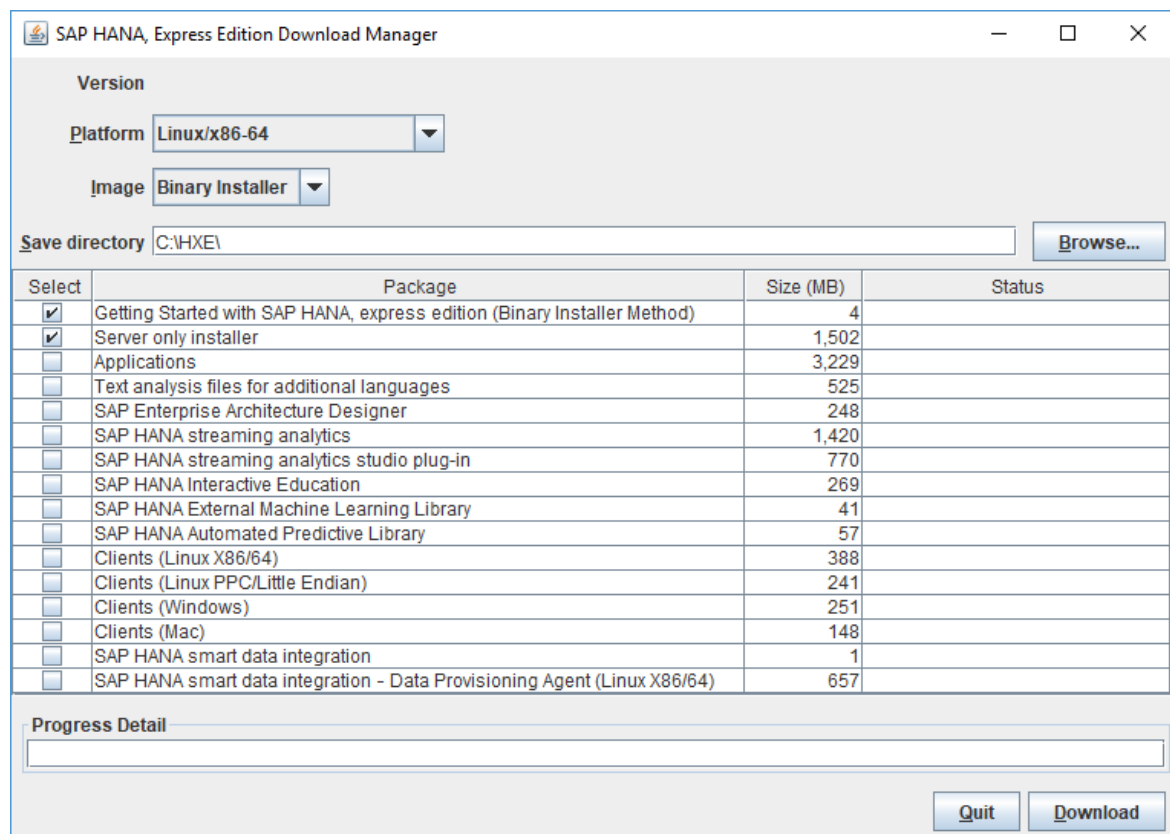 SAP HANA, Express Edition Download Manager
Version
Platform Linux/x86-64
Image Binary Installer
Save directory C:\HXE\ Browse...
Select Package Size (MB) Status
Getting Started with SAP HANA, express edition (Binary Installer Method) 4
Server only installer 1,502
Applications 3,229
Text analysis files for additional languages 525
SAP Enterprise Architecture Designer 248
SAP HANA streaming analytics 1,420
SAP HANA streaming analytics studio plug-in 770
SAP HANA Interactive Education 269
SAP HANA External Machine Learning Library 41
SAP HANA Automated Predictive Library 57
Clients (Linux X86/64) 388
Clients (Linux PPC/Little Endian) 241
Clients (Windows) 251
Clients (Mac) 148
SAP HANA smart data integration 1
SAP HANA smart data integration - Data Provisioning Agent (Linux X86/64) 657
Progress Detail
Quit Download